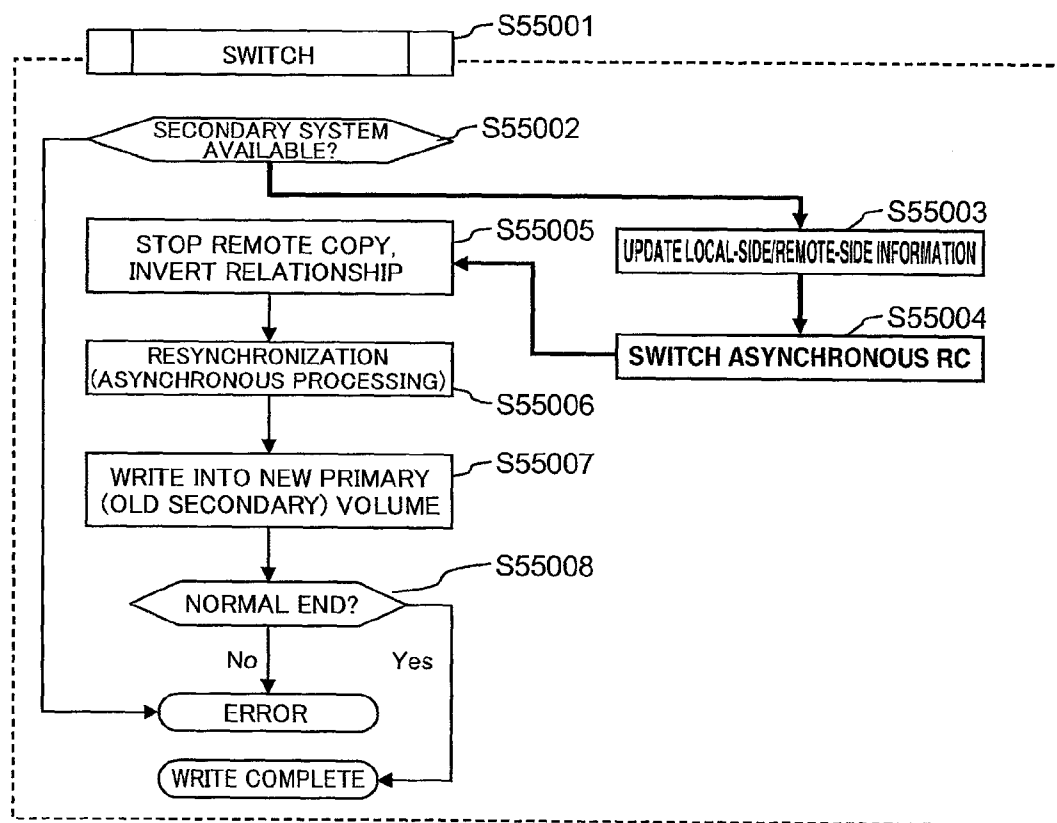 S55001
SWITCH
SECONDARY SYSTEM
AVAILABLE?
S55002
S55003
UPDATE LOCAL-SIDE/REMOTE-SIDE INFORMATION
S55004
SWITCH ASYNCHRONOUS RC
S55005
STOP REMOTE COPY,
INVERT RELATIONSHIP
RESYNCHRONIZATION
(ASYNCHRONOUS PROCESSING)
S55006
S55007
WRITE INTO NEW PRIMARY
(OLD SECONDARY) VOLUME
S55008
NORMAL END?
No
Yes
ERROR
WRITE COMPLETE